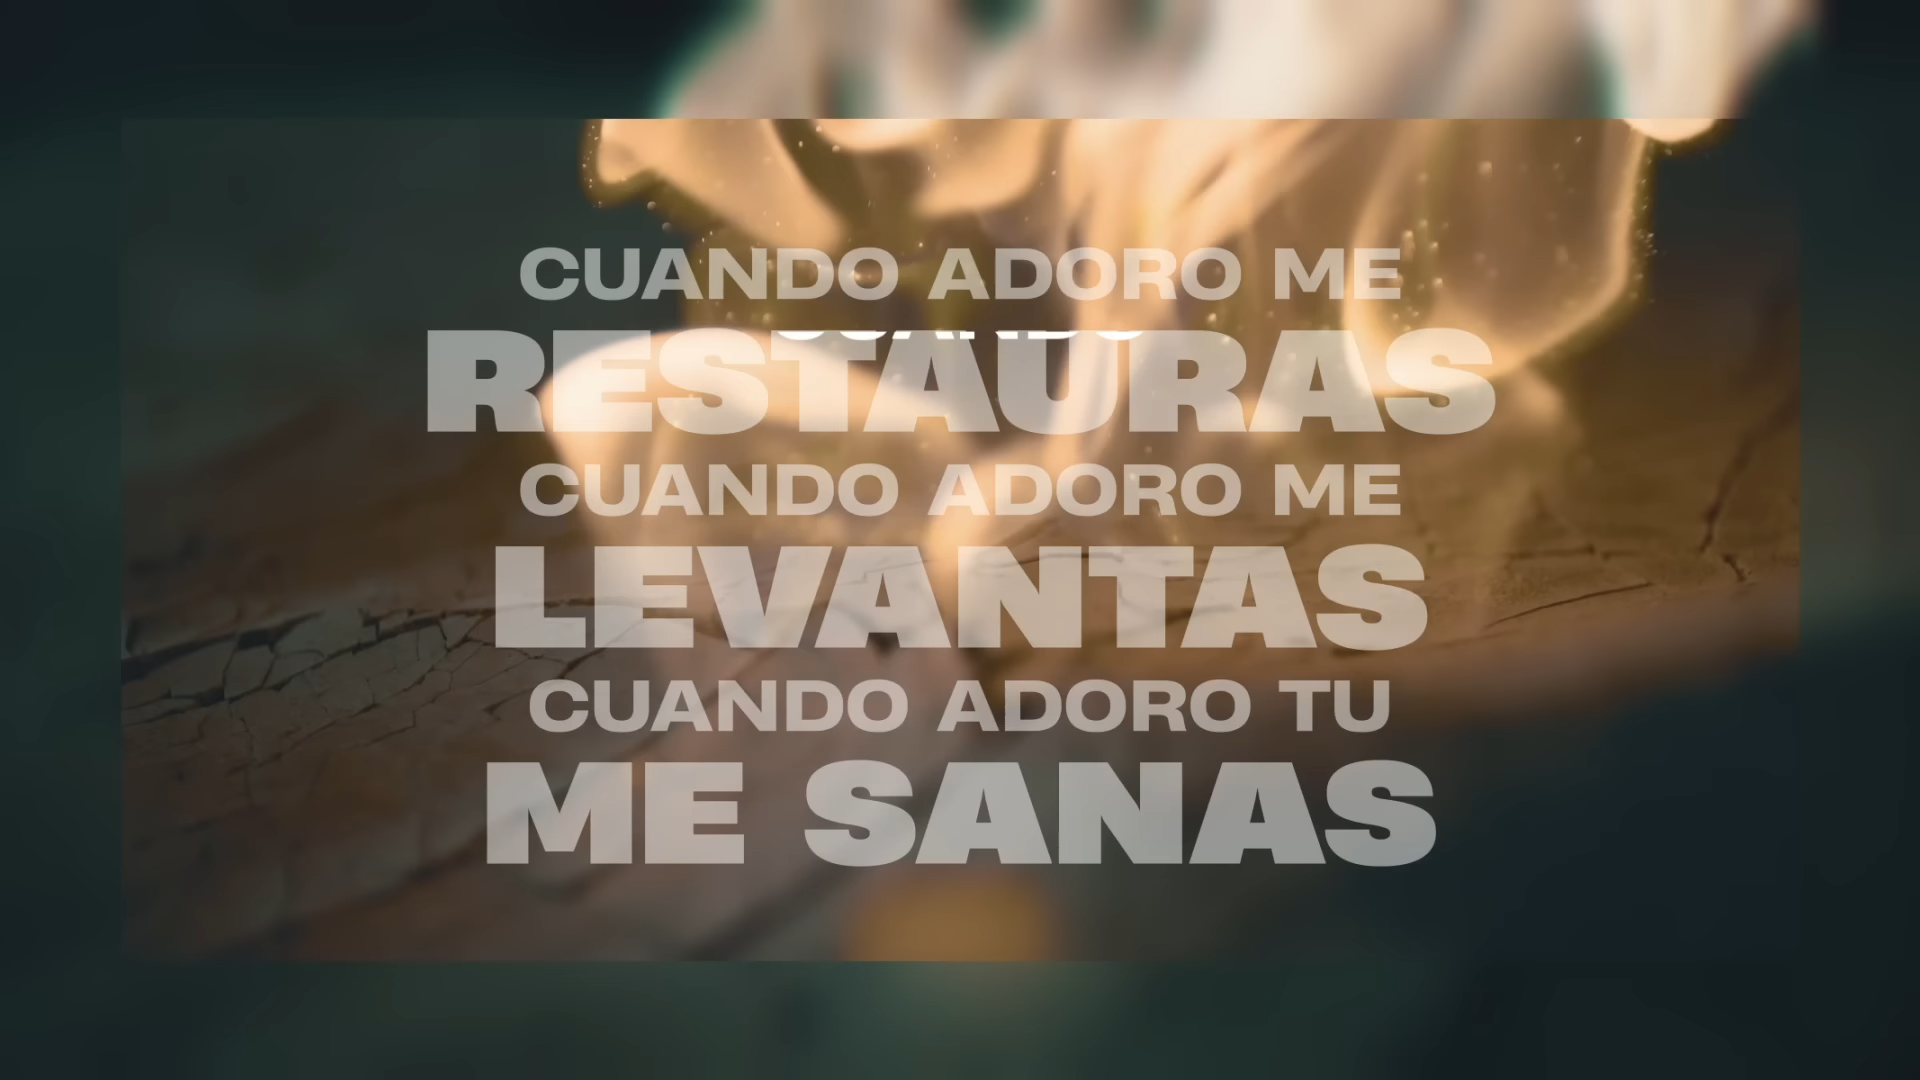 CUANDO ADORO ME
RESTAURAS
CUANDO ADORO ME
LEVANTAS
CUANDO ADORO TU
ME SANAS